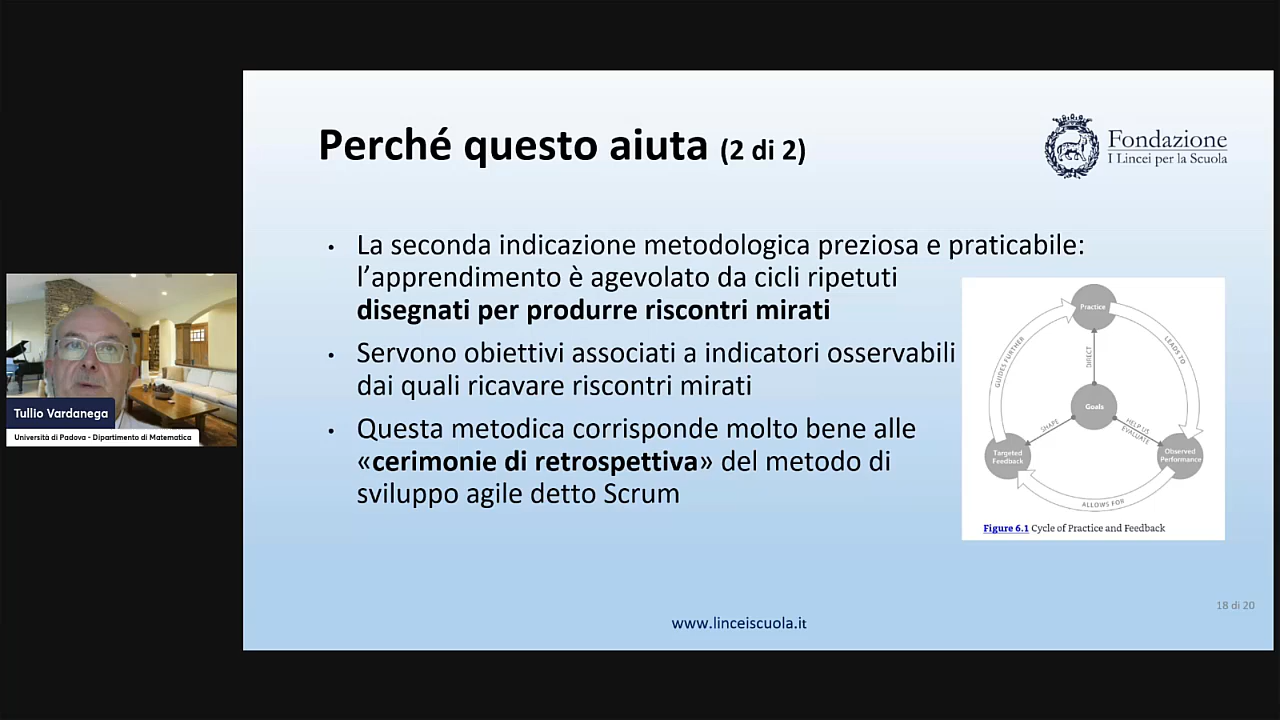 Perché questo aiuta (2 di 2)
Fondazione
I Lincei per la Scuola
• La seconda indicazione metodologica preziosa e praticabile:
l’apprendimento è agevolato da cicli ripetuti
disegnati per produrre riscontri mirati
• Servono obiettivi associati a indicatori osservabili
dai quali ricavare riscontri mirati
• Questa metodica corrisponde molto bene alle
«cerimonie di retrospettiva» del metodo di
sviluppo agile detto Scrum
Practice
GUIDES FURTHER
LEADS TO
DIRECT
Goals
SHAPE
HELP US
EVALUATE
Targeted
Feedback
Observed
Performance
ALLOWS FOR
Figure 6.1 Cycle of Practice and Feedback
Tullio Vardanega
Università di Padova - Dipartimento di Matematica
18 di 20
www.linceiscuola.it